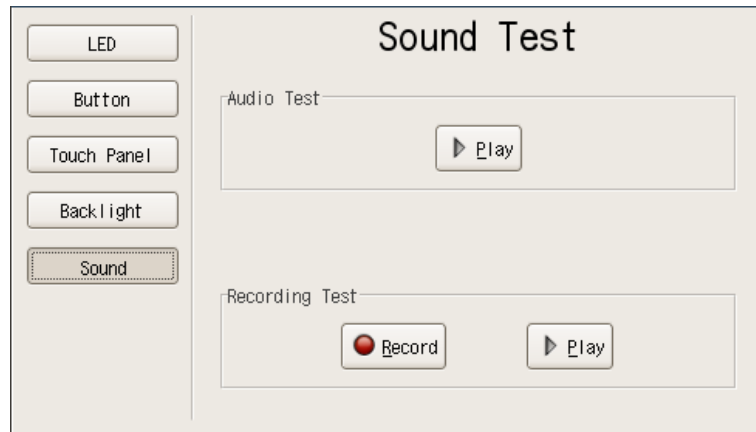 LED
Button
Touch Panel
Backlight
Sound
Sound Test
Audio Test
Play
Recording Test
Record
Play